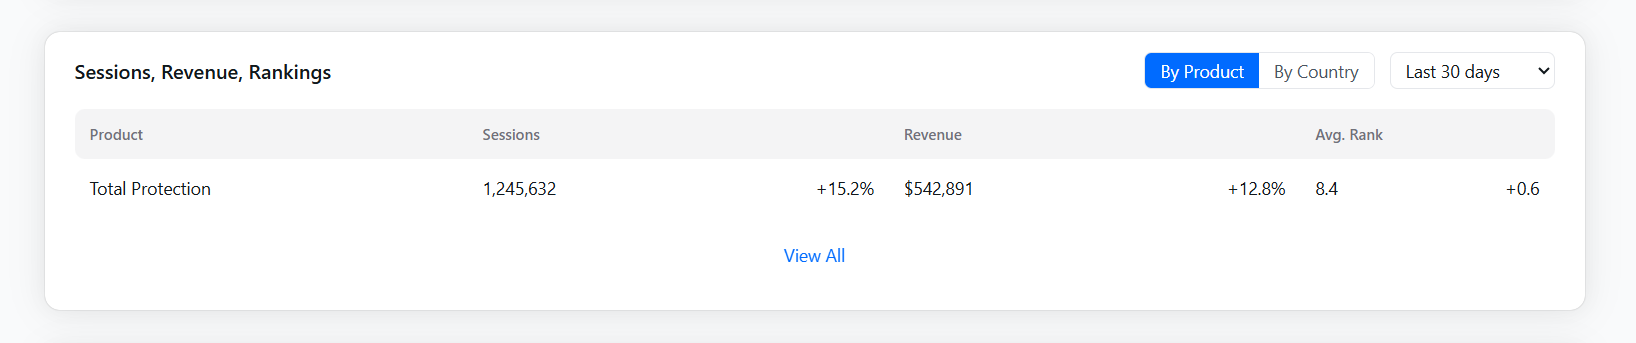 Sessions, Revenue, Rankings
By Product By Country Last 30 days
Product Sessions Revenue Avg. Rank
Total Protection 1,245,632 +15.2% $542,891 +12.8% 8.4 +0.6
View All